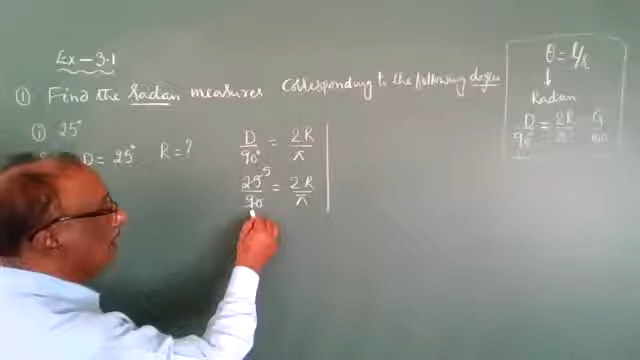 Ex-3.1
① Find the radian measures corresponding to the following degree
i) 25°
D = 25° R = ?
D/90° = 2R/π
25/90 = 2R/π
5
θ = l/r
↓
Radian
D/90° = 2R/π = G/100